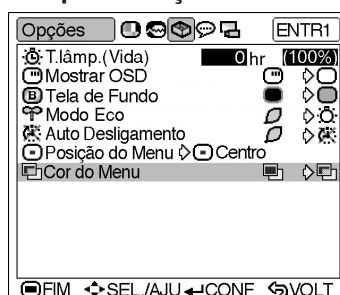 Opções ENTR1
T.lâmp.(Vida) 0 hr (100%)
Mostrar OSD
B Tela de Fundo
Modo Eco
Auto Desligamento
Posição do Menu Centro
Cor do Menu
FIM SEL./AJU CONF. VOLT